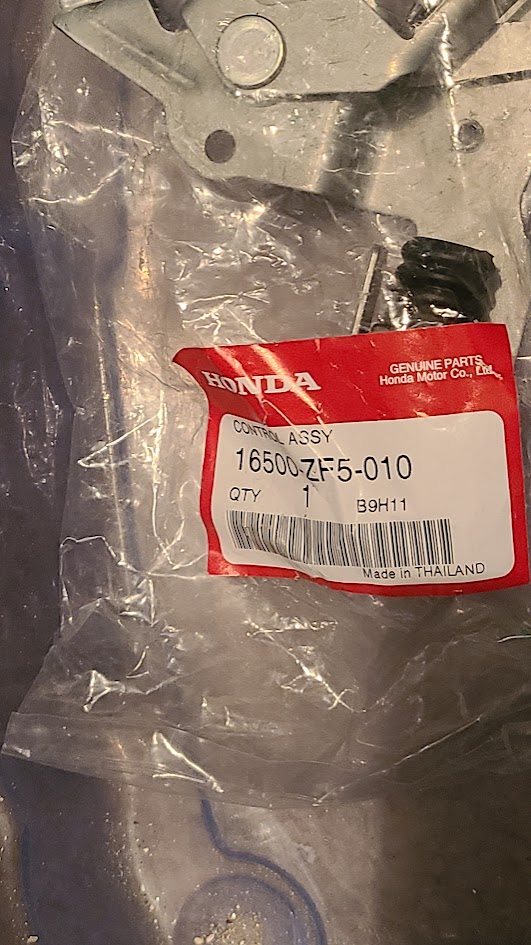 HONDA
GENUINE PARTS
Honda Motor Co., Ltd.
CONTROL ASSY
16500-ZF5-010
QTY 1 B9H11
Made in THAILAND